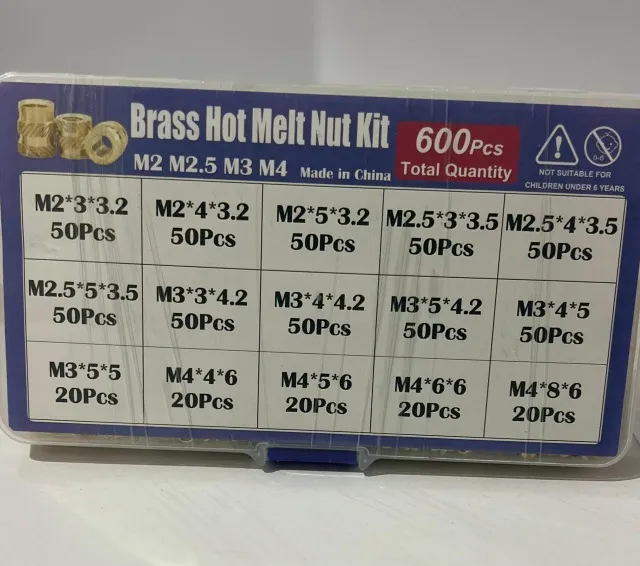 Brass Hot Melt Nut Kit
M2 M2.5 M3 M4 Made in China
600Pcs
Total Quantity
0-6
NOT SUITABLE FOR
CHILDREN UNDER 6 YEARS
M2*3*3.2
50Pcs
M2*4*3.2
50Pcs
M2*5*3.2
50Pcs
M2.5*3*3.5
50Pcs
M2.5*4*3.5
50Pcs
M2.5*5*3.5
50Pcs
M3*3*4.2
50Pcs
M3*4*4.2
50Pcs
M3*5*4.2
50Pcs
M3*4*5
50Pcs
M3*5*5
20Pcs
M4*4*6
20Pcs
M4*5*6
20Pcs
M4*6*6
20Pcs
M4*8*6
20Pcs